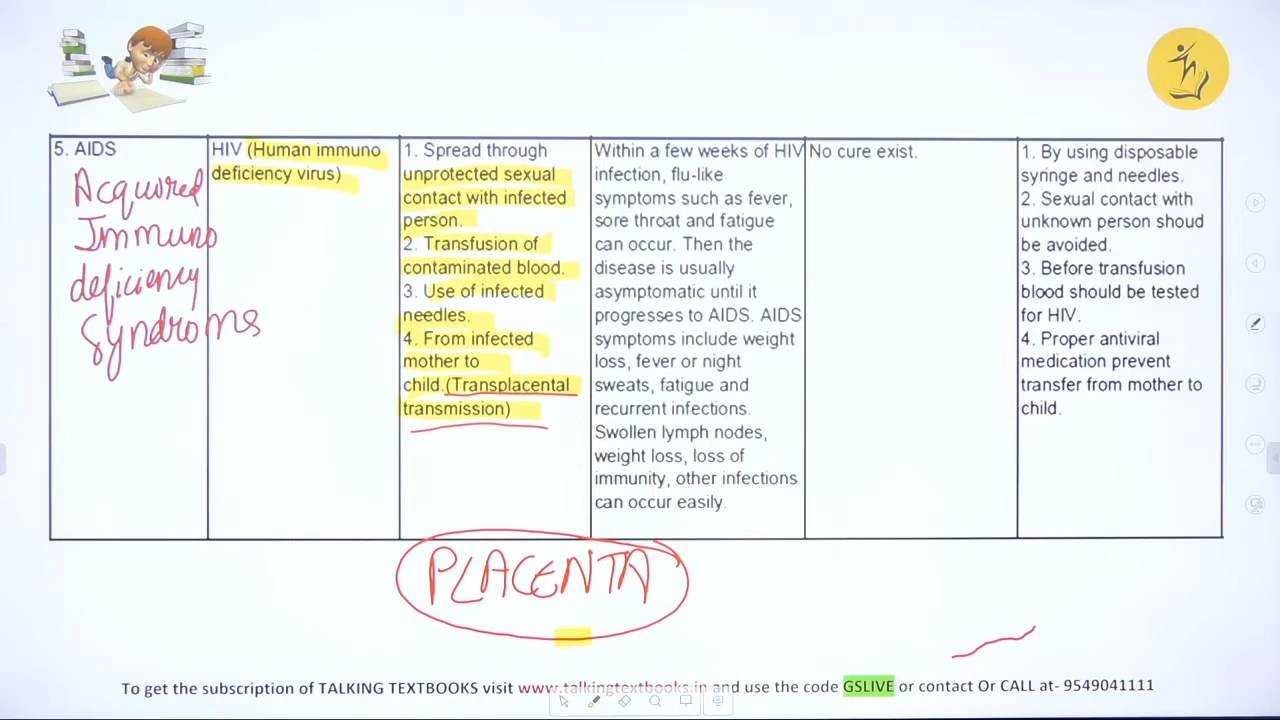 5. AIDS
Acquired
Immuno
deficiency
Syndroms
HIV (Human immuno
deficiency virus)
1. Spread through
unprotected sexual
contact with infected
person.
2. Transfusion of
contaminated blood.
3. Use of infected
needles.
4. From infected
mother to
child.(Transplacental
transmission)
Within a few weeks of HIV
infection, flu-like
symptoms such as fever,
sore throat and fatigue
can occur. Then the
disease is usually
asymptomatic until it
progresses to AIDS. AIDS
symptoms include weight
loss, fever or night
sweats, fatigue and
recurrent infections.
Swollen lymph nodes,
weight loss, loss of
immunity, other infections
can occur easily.
No cure exist.
1. By using disposable
syringe and needles.
2. Sexual contact with
unknown person shoud
be avoided.
3. Before transfusion
blood should be tested
for HIV.
4. Proper antiviral
medication prevent
transfer from mother to
child.
PLACENTA
To get the subscription of TALKING TEXTBOOKS visit www.talkingtextbooks.in and use the code GSLIVE or contact Or CALL at- 9549041111